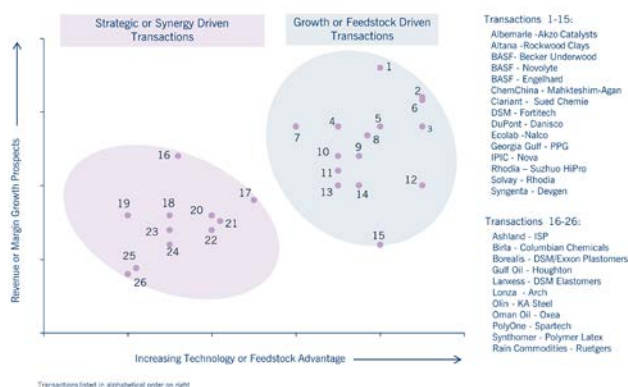 Strategic or Synergy Driven
Transactions
Growth or Feedstock Driven
Transactions
Revenue or Margin Growth Prospects
1
2
6
3
4
5
7
8
10
9
11
13
14
12
15
16
17
19
18
20
21
23
22
24
25
26
Increasing Technology or Feedstock Advantage
Transactions listed in alphabetical order on right
Transactions 1-15:
Albemarle -Akzo Catalysts
Altana -Rockwood Clays
BASF- Becker Underwood
BASF - Novolyte
BASF - Engelhard
ChemChina - Mahkteshim-Agan
Clariant - Sued Chemie
DSM - Fortitech
DuPont - Danisco
Ecolab -Nalco
Georgia Gulf - PPG
IPIC - Nova
Rhodia – Suzhuo HiPro
Solvay - Rhodia
Syngenta - Devgen
Transactions 16-26:
Ashland - ISP
Birla - Columbian Chemicals
Borealis - DSM/Exxon Plastomers
Gulf Oil - Houghton
Lanxess - DSM Elastomers
Lonza - Arch
Olin - KA Steel
Oman Oil - Oxea
PolyOne - Spartech
Synthomer - Polymer Latex
Rain Commodities - Ruetgers